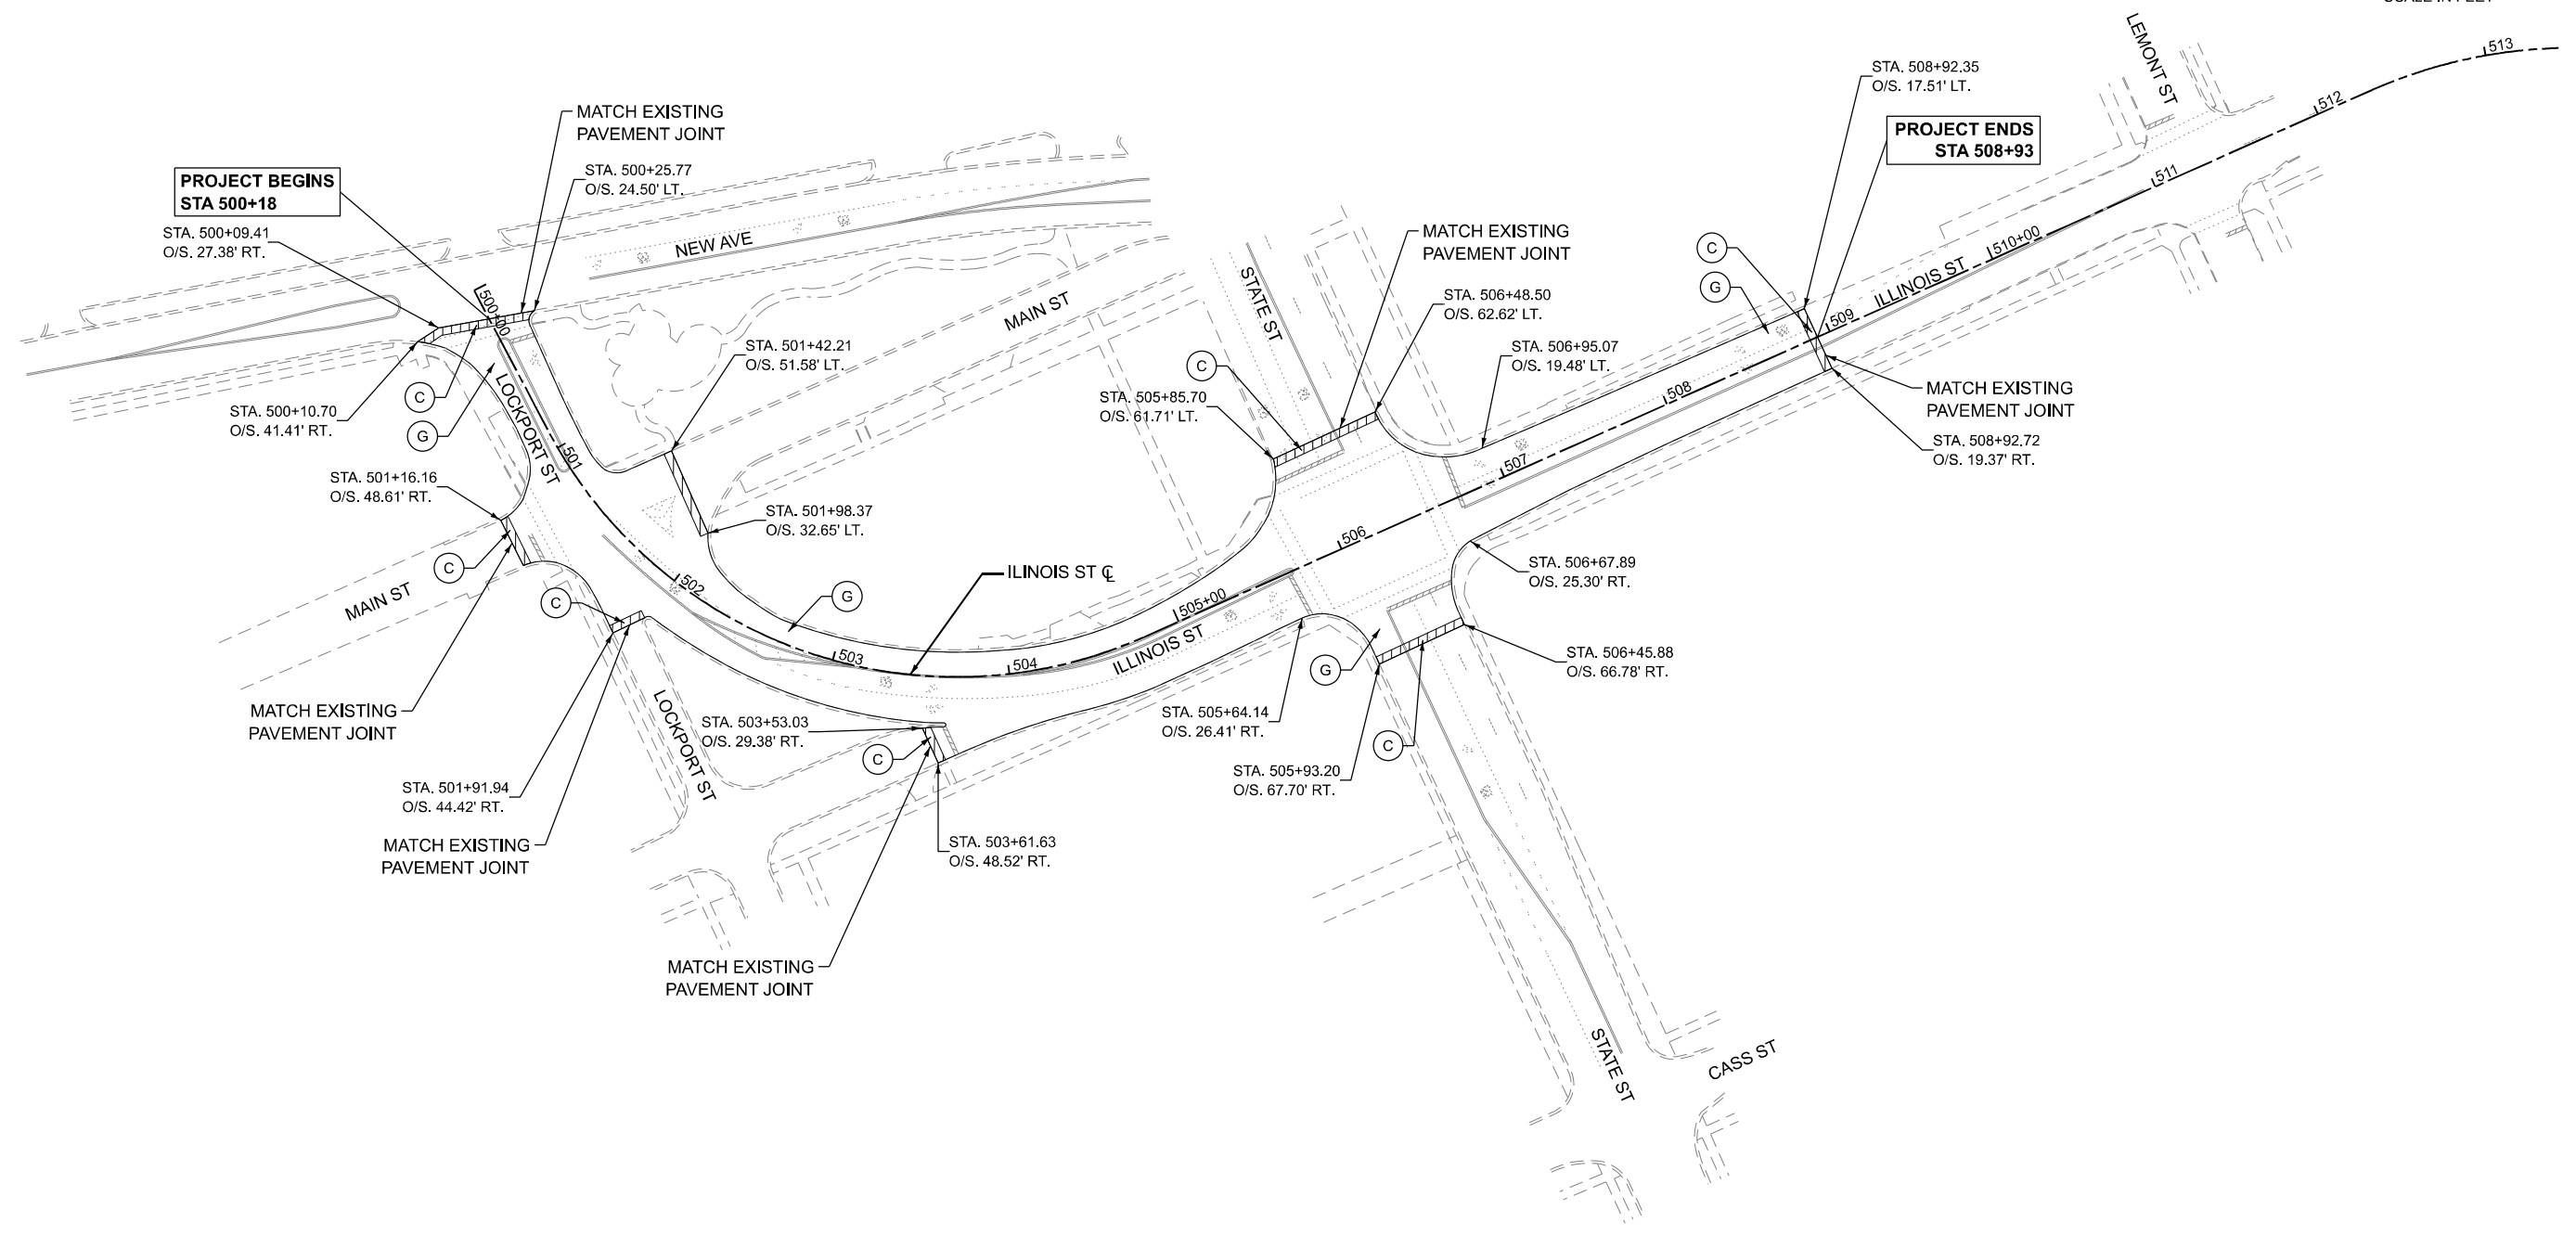 LEMONT ST
513
512
511
510+00
509
508
507
506
505+00
504
503
502
501
500+00
STA. 508+92.35
O/S. 17.51' LT.
PROJECT ENDS
STA 508+93
MATCH EXISTING
PAVEMENT JOINT
STA. 500+25.77
O/S. 24.50' LT.
PROJECT BEGINS
STA 500+18
STA. 500+09.41
O/S. 27.38' RT.
NEW AVE
MAIN ST
STATE ST
MATCH EXISTING
PAVEMENT JOINT
C
G
ILLINOIS ST
STA. 506+48.50
O/S. 62.62' LT.
STA. 506+95.07
O/S. 19.48' LT.
STA. 501+42.21
O/S. 51.58' LT.
C
STA. 505+85.70
O/S. 61.71' LT.
MATCH EXISTING
PAVEMENT JOINT
STA. 508+92.72
O/S. 19.37' RT.
C
STA. 500+10.70
O/S. 41.41' RT.
G
LOCKPORT ST
STA. 501+16.16
O/S. 48.61' RT.
STA. 501+98.37
O/S. 32.65' LT.
C
MAIN ST
C
ILINOIS ST ℄
G
STA. 506+67.89
O/S. 25.30' RT.
ILLINOIS ST
G
STA. 506+45.88
O/S. 66.78' RT.
MATCH EXISTING
PAVEMENT JOINT
LOCKPORT ST
STA. 503+53.03
O/S. 29.38' RT.
C
STA. 505+64.14
O/S. 26.41' RT.
C
STA. 505+93.20
O/S. 67.70' RT.
STA. 501+91.94
O/S. 44.42' RT.
MATCH EXISTING
PAVEMENT JOINT
STA. 503+61.63
O/S. 48.52' RT.
MATCH EXISTING
PAVEMENT JOINT
STATE ST
CASS ST